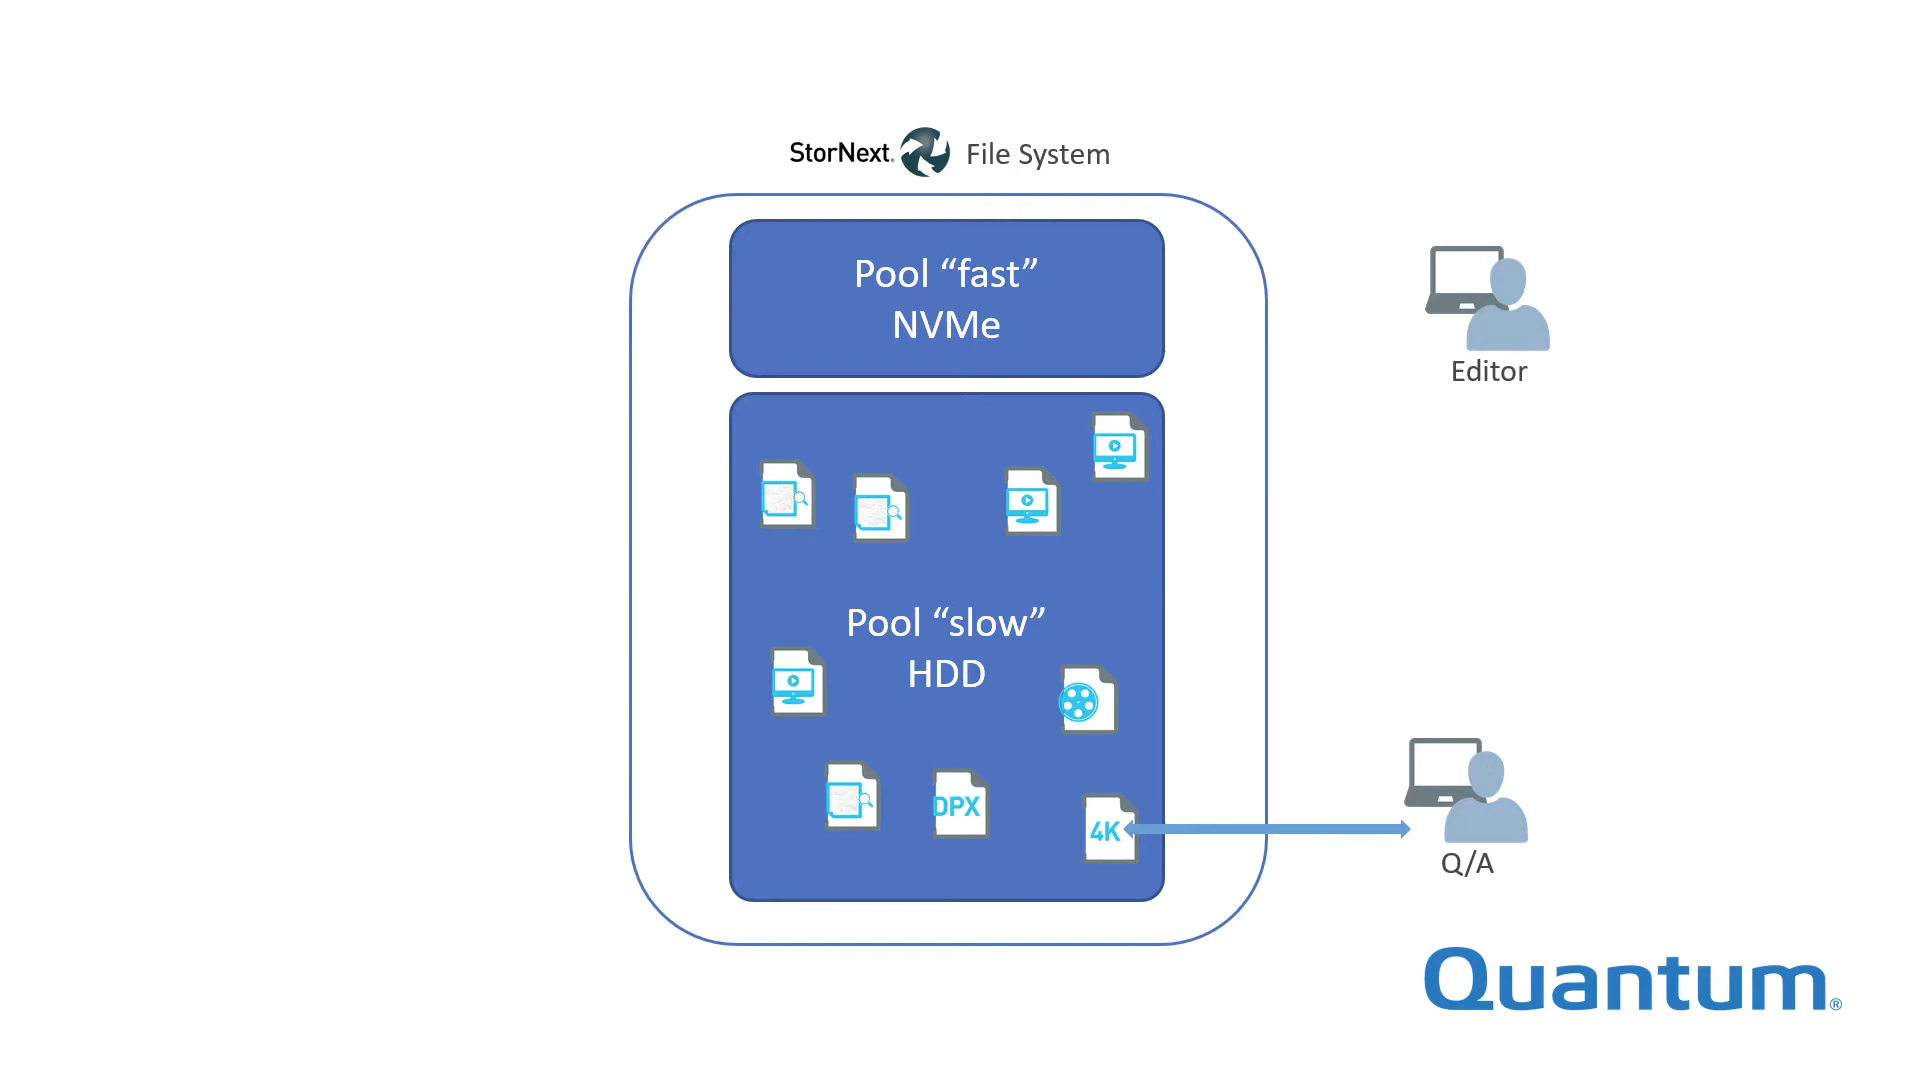 StorNext. File System
Pool “fast”
NVMe
Editor
Pool “slow”
HDD
DPX
4K
Q/A
Quantum®